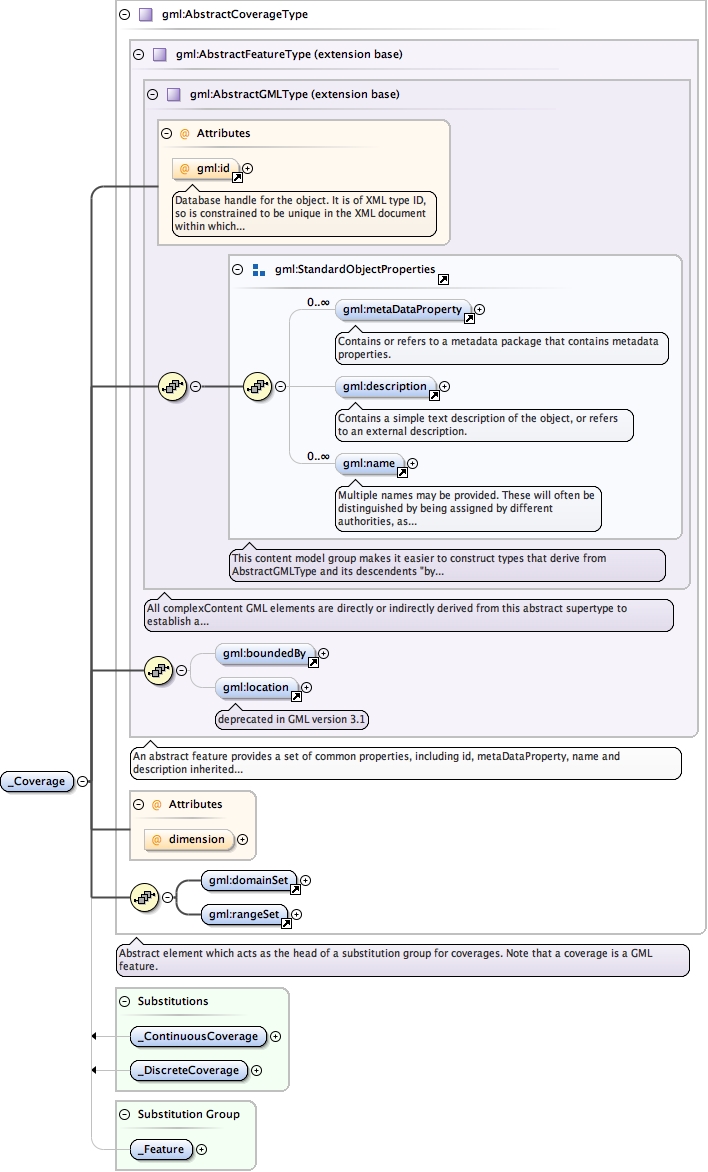 gml:AbstractCoverageType
gml:AbstractFeatureType (extension base)
gml:AbstractGMLType (extension base)
@ Attributes
@ gml:id
Database handle for the object. It is of XML type ID,
so is constrained to be unique in the XML document
within which...
gml:StandardObjectProperties
0..∞
gml:metaDataProperty
Contains or refers to a metadata package that contains metadata
properties.
gml:description
Contains a simple text description of the object, or refers
to an external description.
0..∞
gml:name
Multiple names may be provided. These will often be
distinguished by being assigned by different
authorities, as...
This content model group makes it easier to construct types that derive from
AbstractGMLType and its descendents "by...
All complexContent GML elements are directly or indirectly derived from this abstract supertype to
establish a...
gml:boundedBy
gml:location
deprecated in GML version 3.1
An abstract feature provides a set of common properties, including id, metaDataProperty, name and
description inherited...
_Coverage
@ Attributes
@ dimension
gml:domainSet
gml:rangeSet
Abstract element which acts as the head of a substitution group for coverages. Note that a coverage is a GML
feature.
Substitutions
_ContinuousCoverage
_DiscreteCoverage
Substitution Group
_Feature